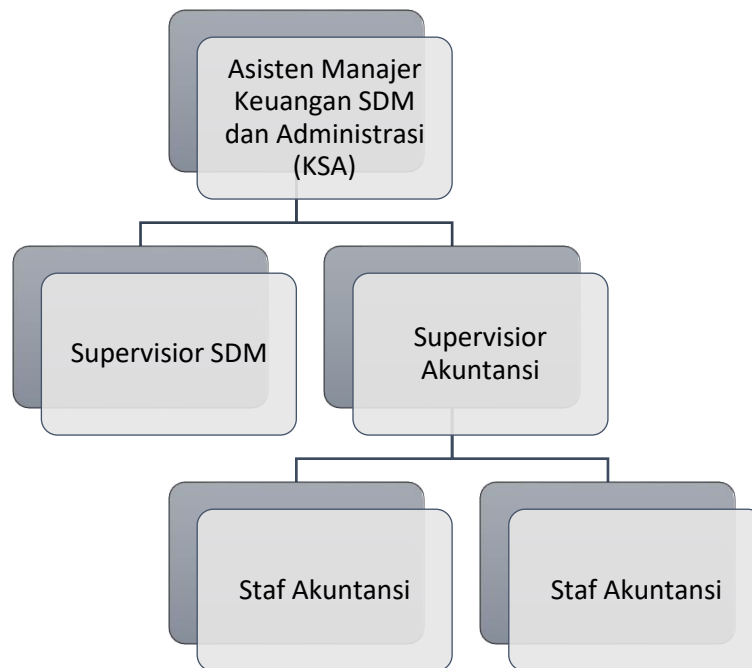 Asisten Manajer
Keuangan SDM
dan Administrasi
(KSA)
Supervisior SDM
Supervisior
Akuntansi
Staf Akuntansi
Staf Akuntansi